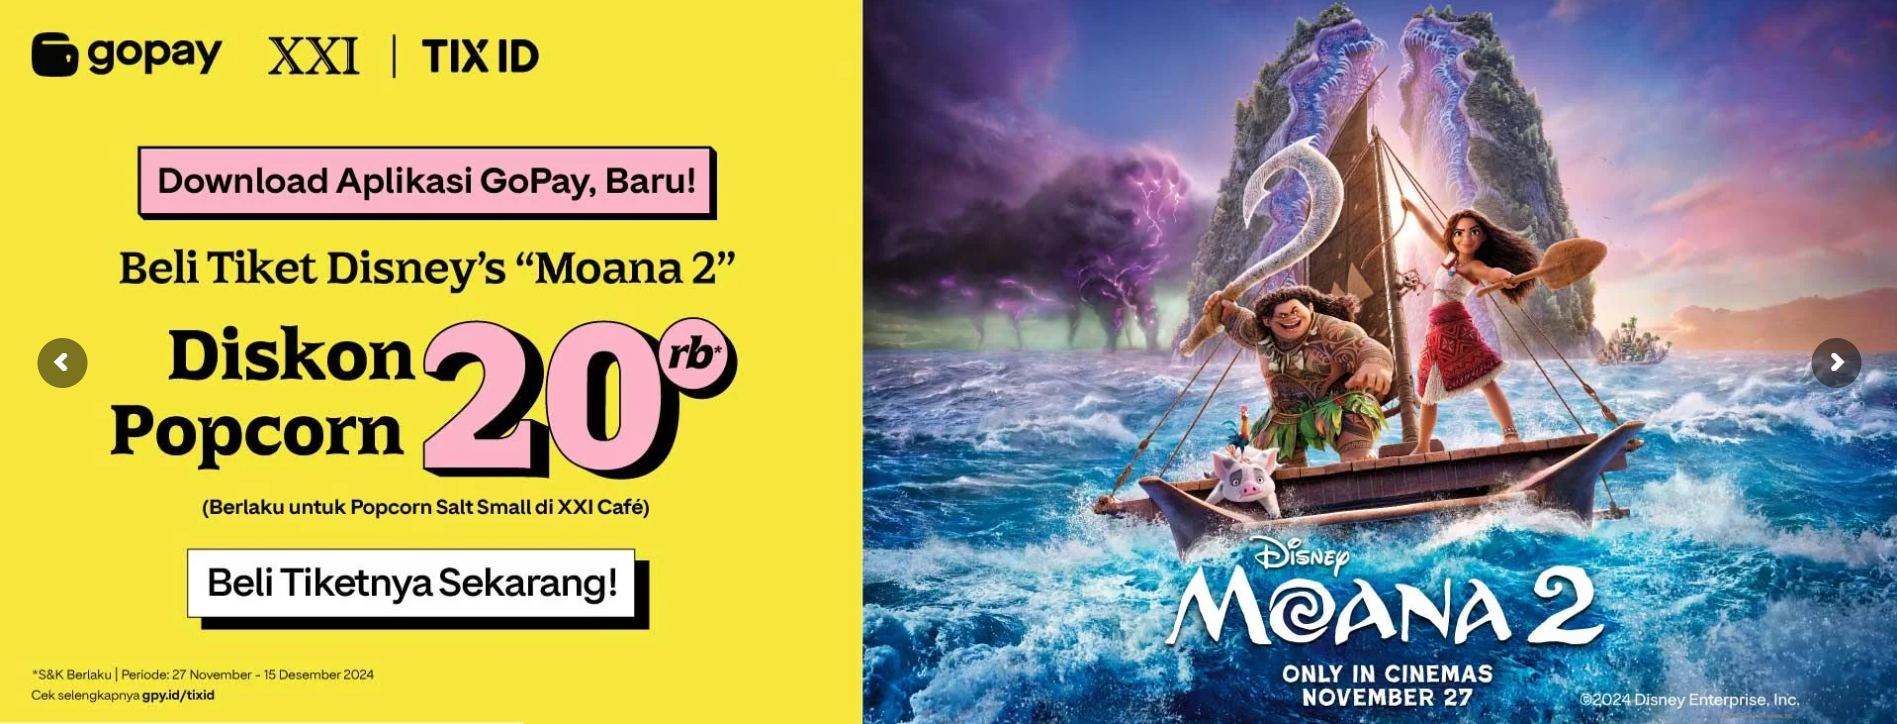 gopay XXI | TIX ID
Download Aplikasi GoPay, Baru!
Beli Tiket Disney’s “Moana 2”
Diskon
Popcorn
20 rb*
(Berlaku untuk Popcorn Salt Small di XXI Café)
Beli Tiketnya Sekarang!
*S&K Berlaku | Periode: 27 November - 15 Desember 2024
Cek selengkapnya gpy.id/tixid
Disney
MOANA 2
ONLY IN CINEMAS
NOVEMBER 27
©2024 Disney Enterprise, Inc.